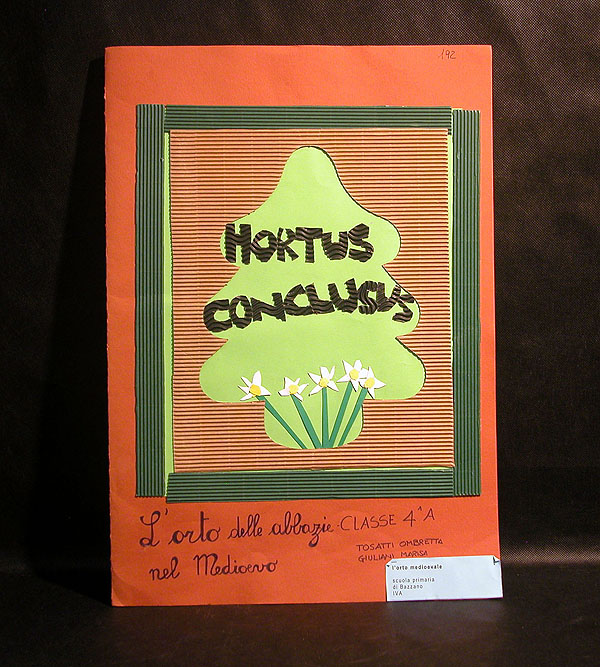 192
HORTUS
CONCLUSUS
L'orto delle abbazie - CLASSE 4^A
nel Medioevo
TOSATTI OMBRETTA
GIULIANI MARISA
l'orto medioevale
scuola primaria
di Bazzano
IVA